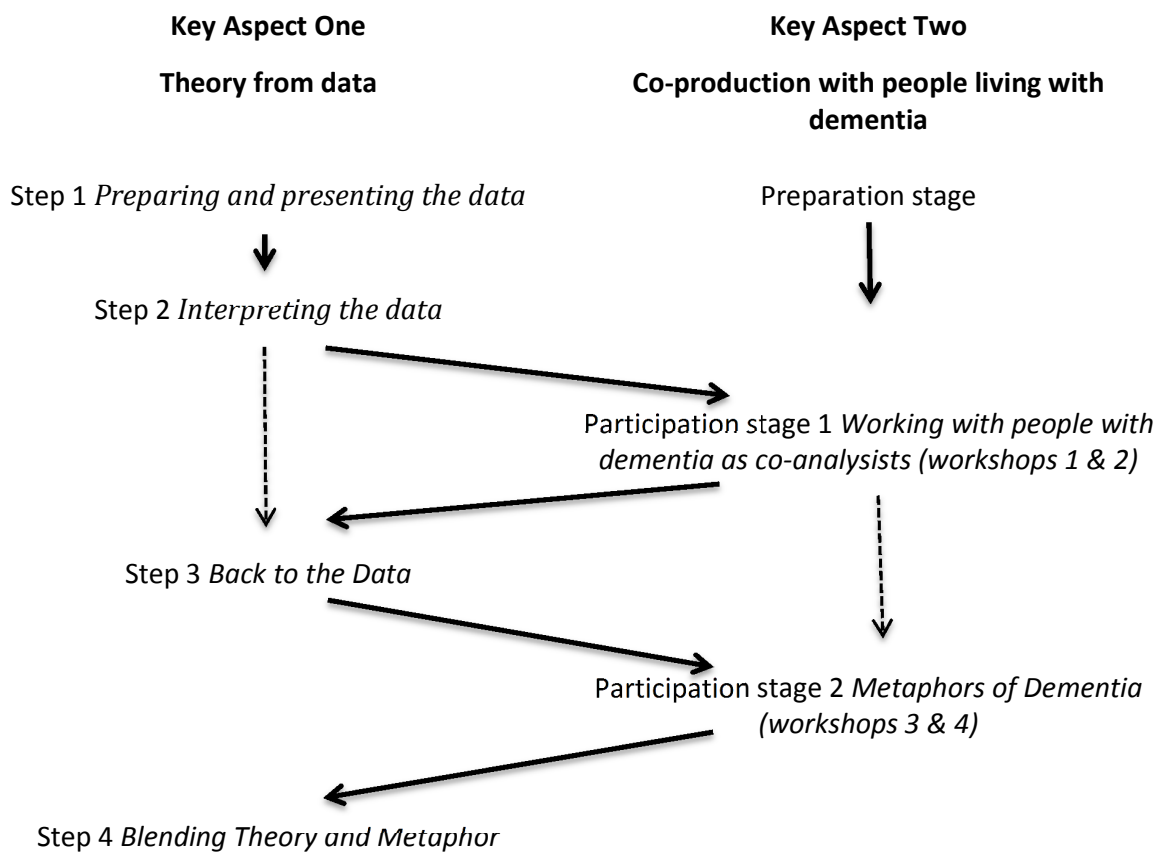 Key Aspect One
Key Aspect Two
Theory from data
Co-production with people living with
dementia
Step 1 Preparing and presenting the data
Preparation stage
Step 2 Interpreting the data
Participation stage 1 Working with people with
dementia as co-analysists (workshops 1 & 2)
Step 3 Back to the Data
Participation stage 2 Metaphors of Dementia
(workshops 3 & 4)
Step 4 Blending Theory and Metaphor